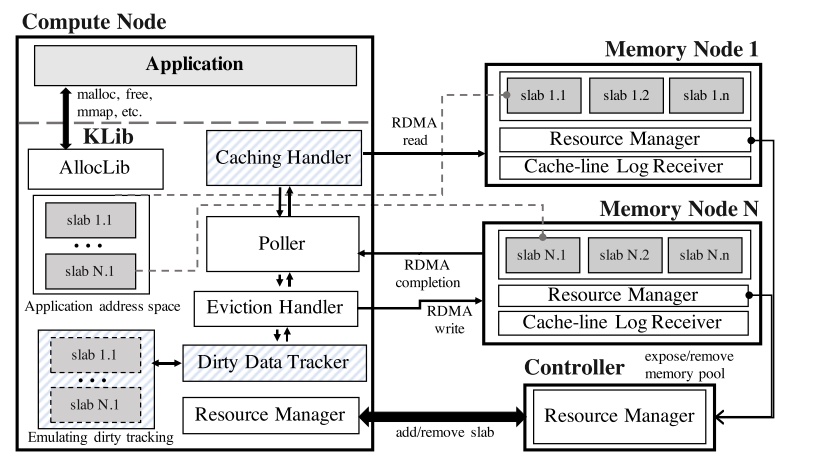 Compute Node
Application
malloc, free,
mmap, etc.
KLib
AllocLib
Caching Handler
slab 1.1
• • •
slab N.1
Application address space
Poller
Eviction Handler
slab 1.1
• • •
slab N.1
Emulating dirty tracking
Dirty Data Tracker
Resource Manager
RDMA
read
RDMA
completion
RDMA
write
add/remove slab
Memory Node 1
slab 1.1
slab 1.2
slab 1.n
Resource Manager
Cache-line Log Receiver
Memory Node N
slab N.1
slab N.2
slab N.n
Resource Manager
Cache-line Log Receiver
Controller
expose/remove
memory pool
Resource Manager